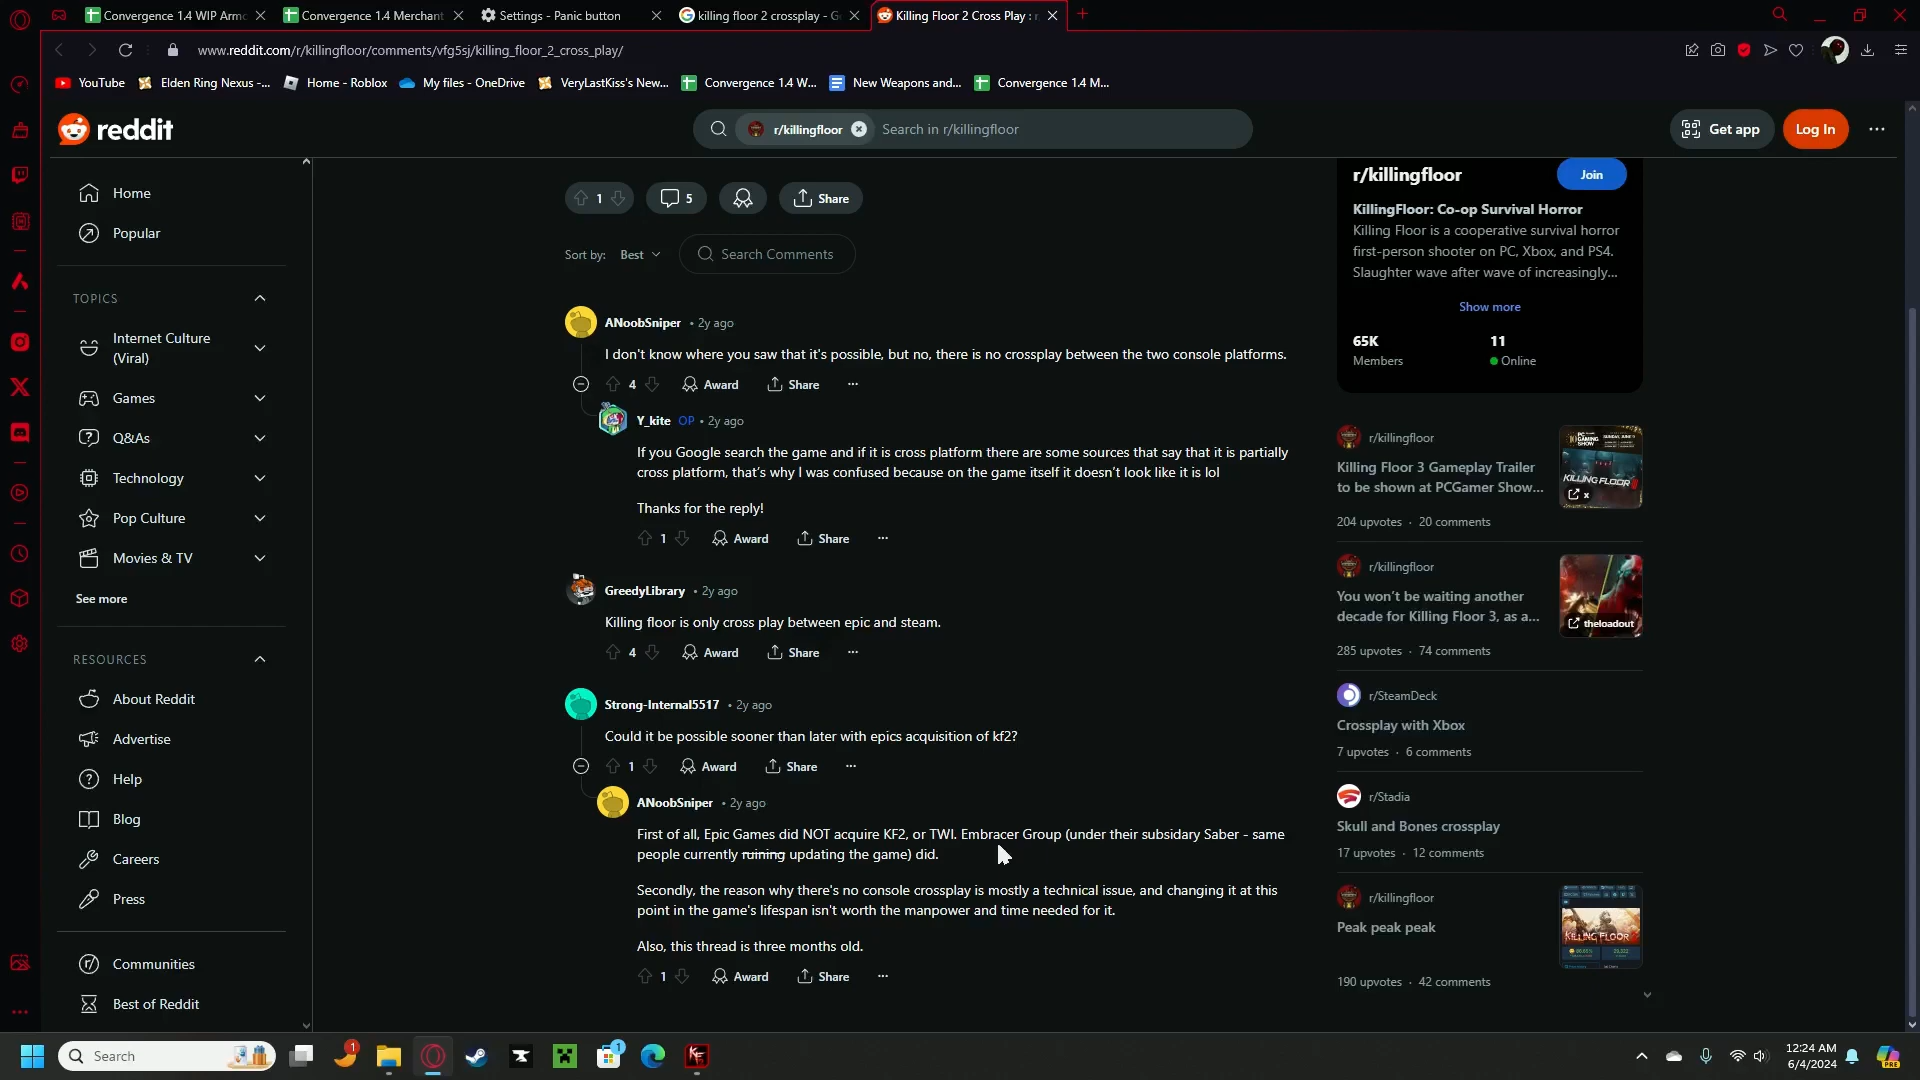 Convergence 1.4 WIP Armo
Convergence 1.4 Merchant
Settings - Panic button
killing floor 2 crossplay - G
Killing Floor 2 Cross Play : r
www.reddit.com/r/killingfloor/comments/vfg5sj/killing_floor_2_cross_play/
YouTube
Elden Ring Nexus -...
Home - Roblox
My files - OneDrive
VeryLastKiss's New...
Convergence 1.4 W...
New Weapons and...
Convergence 1.4 M...
reddit
r/killingfloor
Search in r/killingfloor
Get app
Log In
Home
Popular
TOPICS
Internet Culture
(Viral)
Games
Q&As
Technology
Pop Culture
Movies & TV
See more
RESOURCES
About Reddit
Advertise
Help
Blog
Careers
Press
Communities
Best of Reddit
1
5
Share
Sort by:
Best
Search Comments
ANoobSniper • 2y ago
I don't know where you saw that it's possible, but no, there is no crossplay between the two console platforms.
4
Award
Share
Y_kite OP • 2y ago
If you Google search the game and if it is cross platform there are some sources that say that it is partially
cross platform, that’s why I was confused because on the game itself it doesn’t look like it is lol
Thanks for the reply!
1
Award
Share
GreedyLibrary • 2y ago
Killing floor is only cross play between epic and steam.
4
Award
Share
Strong-Internal5517 • 2y ago
Could it be possible sooner than later with epics acquisition of kf2?
1
Award
Share
ANoobSniper • 2y ago
First of all, Epic Games did NOT acquire KF2, or TWI. Embracer Group (under their subsidary Saber - same
people currently ruining updating the game) did.
Secondly, the reason why there's no console crossplay is mostly a technical issue, and changing it at this
point in the game's lifespan isn't worth the manpower and time needed for it.
Also, this thread is three months old.
1
Award
Share
r/killingfloor
Join
KillingFloor: Co-op Survival Horror
Killing Floor is a cooperative survival horror
first-person shooter on PC, Xbox, and PS4.
Slaughter wave after wave of increasingly...
Show more
65K
Members
11
Online
r/killingfloor
Killing Floor 3 Gameplay Trailer
to be shown at PCGamer Show...
204 upvotes · 20 comments
PC GAMING SHOW
KILLING FLOOR
x
r/killingfloor
You won’t be waiting another
decade for Killing Floor 3, as a...
285 upvotes · 74 comments
theloadout
r/SteamDeck
Crossplay with Xbox
7 upvotes · 6 comments
r/Stadia
Skull and Bones crossplay
17 upvotes · 12 comments
r/killingfloor
Peak peak peak
190 upvotes · 42 comments
KILLING FLOOR
Search
1
1
KF
12:24 AM
6/4/2024
PRE